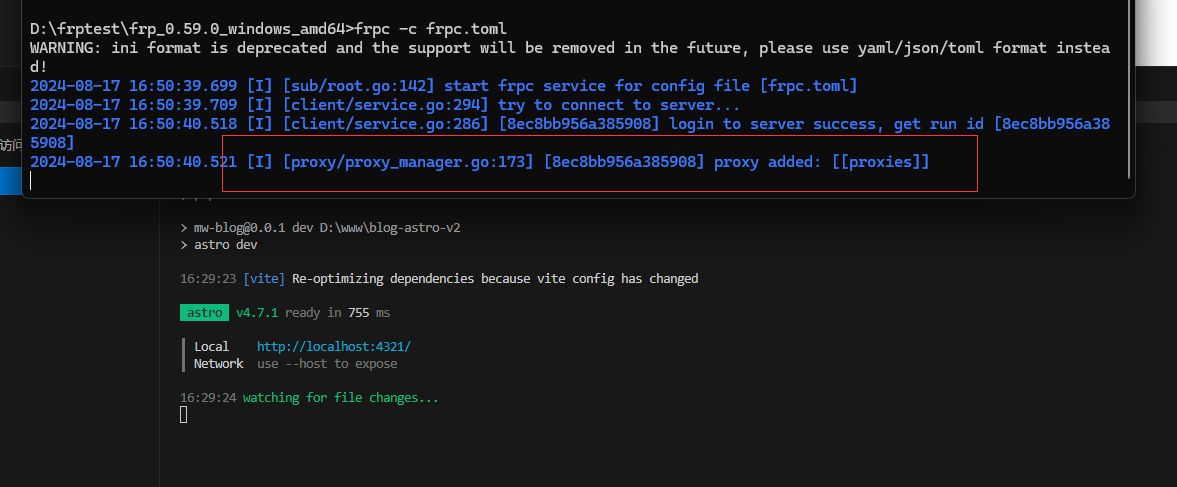 D:\frptest\frp_0.59.0_windows_amd64>frpc -c frpc.toml
WARNING: ini format is deprecated and the support will be removed in the future, please use yaml/json/toml format instea
d!
2024-08-17 16:50:39.699 [I] [sub/root.go:142] start frpc service for config file [frpc.toml]
2024-08-17 16:50:39.709 [I] [client/service.go:294] try to connect to server...
2024-08-17 16:50:40.518 [I] [client/service.go:286] [8ec8bb956a385908] login to server success, get run id [8ec8bb956a38
5908]
2024-08-17 16:50:40.521 [I] [proxy/proxy_manager.go:173] [8ec8bb956a385908] proxy added: [[proxies]]
访问
> mw-blog@0.0.1 dev D:\www\blog-astro-v2
> astro dev
16:29:23 [vite] Re-optimizing dependencies because vite config has changed
astro v4.7.1 ready in 755 ms
Local http://localhost:4321/
Network use --host to expose
16:29:24 watching for file changes...